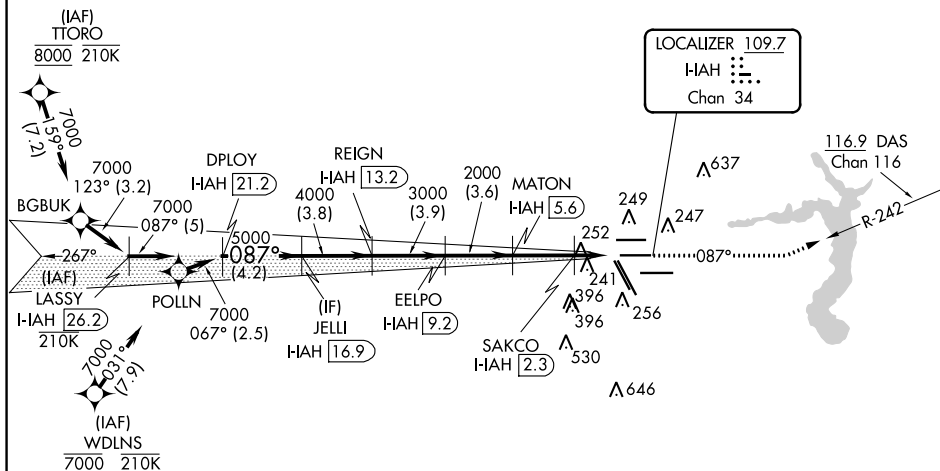 (IAF)
TTORO
8000 210K
7000
159°
(7.2)
7000
123° (3.2)
BGBUK
7000
087° (5)
DPLOY
I-IAH 21.2
5000
087°
(4.2)
4000
(3.8)
REIGN
I-IAH 13.2
3000
(3.9)
2000
(3.6)
MATON
I-IAH 5.6
LOCALIZER 109.7
I-IAH
Chan 34
637
249
247
252
241
396
396
256
530
646
116.9 DAS
Chan 116
R-242
087°
267°
(IAF)
LASSY
I-IAH 26.2
210K
POLLN
7000
067° (2.5)
(IF)
JELLI
I-IAH 16.9
EELPO
I-IAH 9.2
SAKCO
I-IAH 2.3
7000
031°
(7.9)
(IAF)
WDLNS
7000 210K